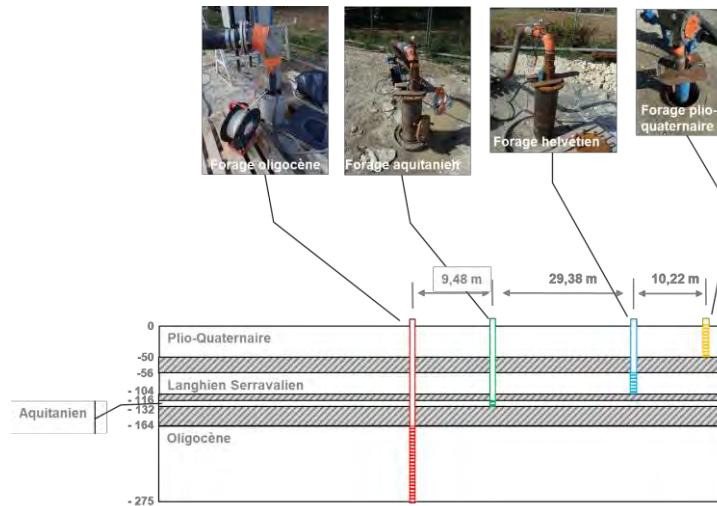 Forage oligocène
Forage aquitanien
Forage helvétien
Forage plio-
quaternaire
9,48 m
29,38 m
10,22 m
0
Plio-Quaternaire
-50
-56
Langhien Serravalien
- 104
- 116
Aquitanien
- 132
- 164
Oligocène
- 275